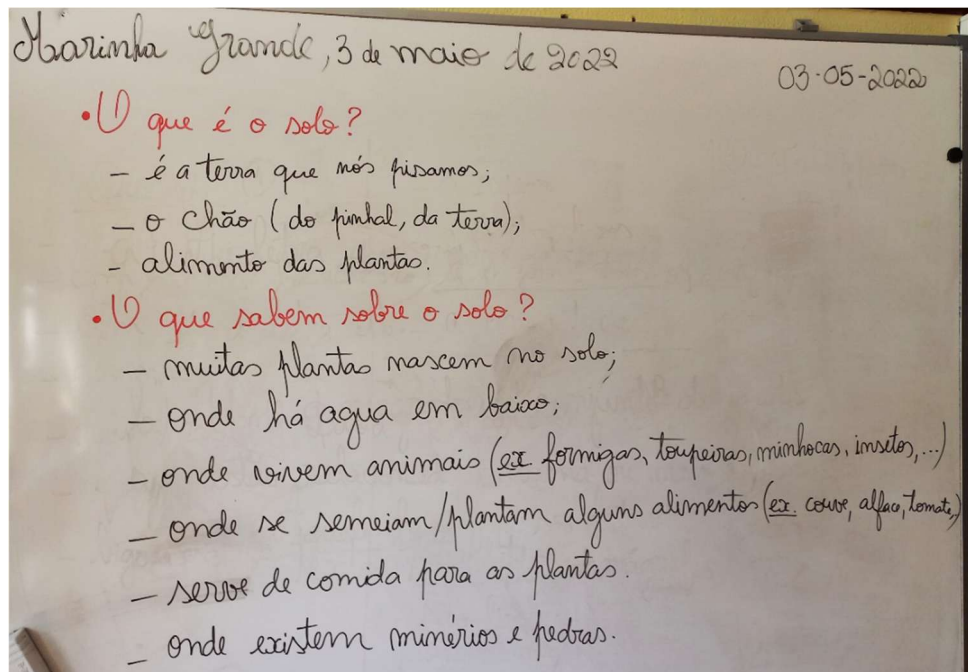 Marinha Grande, 3 de maio de 2022
03-05-2022
• O que é o solo?
- é a terra que nós pisamos;
- o chão (do pinhal, da terra);
- alimento das plantas.
• O que sabem sobre o solo?
- muitas plantas nascem no solo;
- onde há agua em baixo;
- onde vivem animais (ex formigas, toupeiras, minhocas, insetos,...)
- onde se semeiam/plantam alguns alimentos (ex. couve, alface, tomate,)
- serve de comida para as plantas.
- onde existem minérios e pedras.